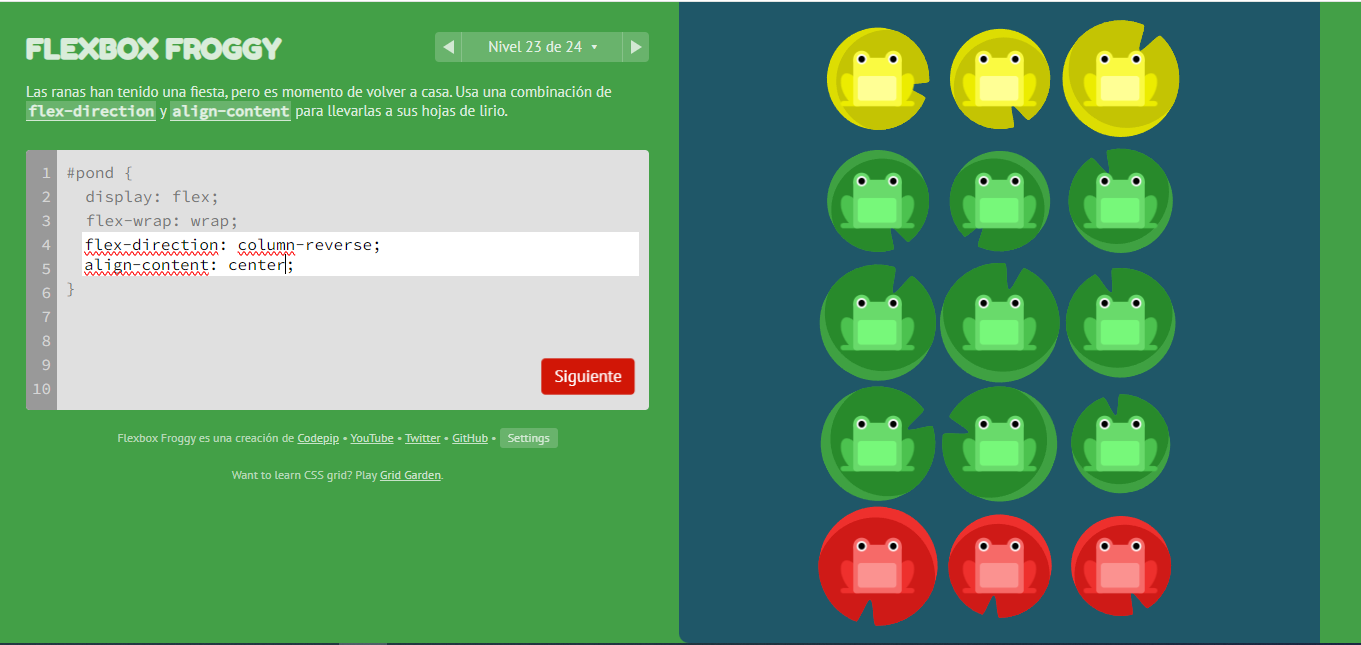 FLEXBOX FROGGY
Nivel 23 de 24
Las ranas han tenido una fiesta, pero es momento de volver a casa. Usa una combinación de
flex-direction y align-content para llevarlas a sus hojas de lirio.
1 #pond {
2 display: flex;
3 flex-wrap: wrap;
4 flex-direction: column-reverse;
5 align-content: center;
6 }
7
8
9
10
Siguiente
Flexbox Froggy es una creación de Codepip • YouTube • Twitter • GitHub • Settings
Want to learn CSS grid? Play Grid Garden.